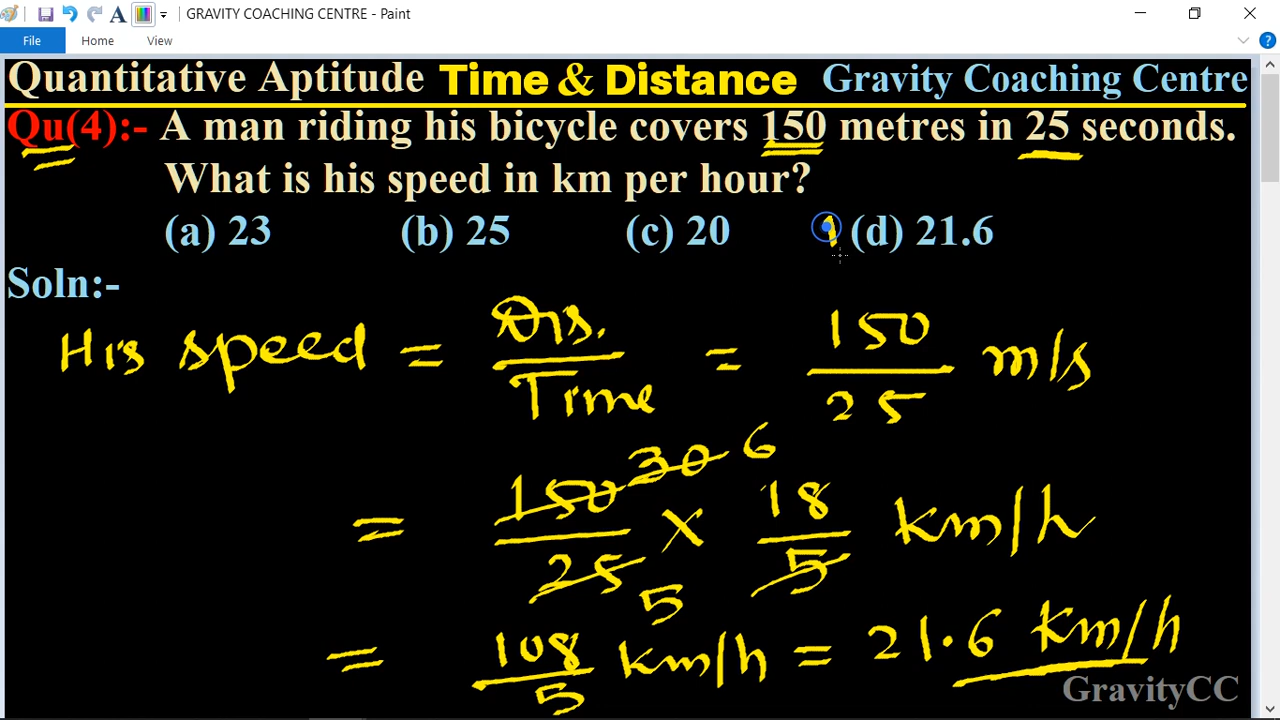 GRAVITY COACHING CENTRE - Paint
File Home View
Quantitative Aptitude Time & Distance Gravity Coaching Centre
Qu(4):- A man riding his bicycle covers 150 metres in 25 seconds.
What is his speed in km per hour?
(a) 23 (b) 25 (c) 20 (d) 21.6
Soln:-
His speed = Dis. / Time = 150 / 25 m/s
= 150 / 25 × 18 / 5 km/h
30 6
5
= 108 / 5 km/h = 21.6 km/h
GravityCC